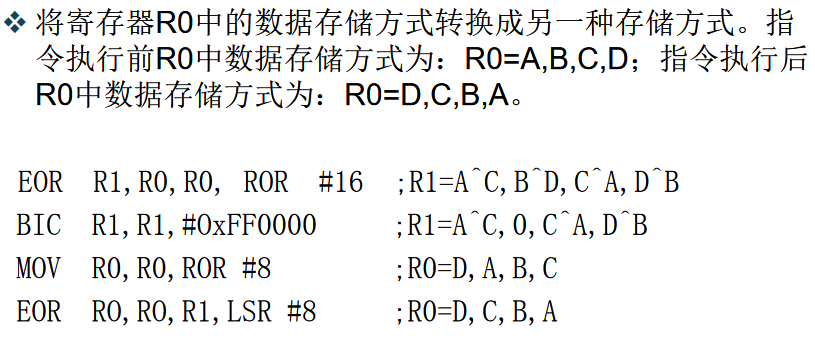 ❖ 将寄存器R0中的数据存储方式转换成另一种存储方式。指
令执行前R0中数据存储方式为：R0=A,B,C,D；指令执行后
R0中数据存储方式为：R0=D,C,B,A。
EOR R1,R0,R0, ROR #16 ;R1=A^C,B^D,C^A,D^B
BIC R1,R1,#0xFF0000 ;R1=A^C,0,C^A,D^B
MOV R0,R0,ROR #8 ;R0=D,A,B,C
EOR R0,R0,R1,LSR #8 ;R0=D,C,B,A